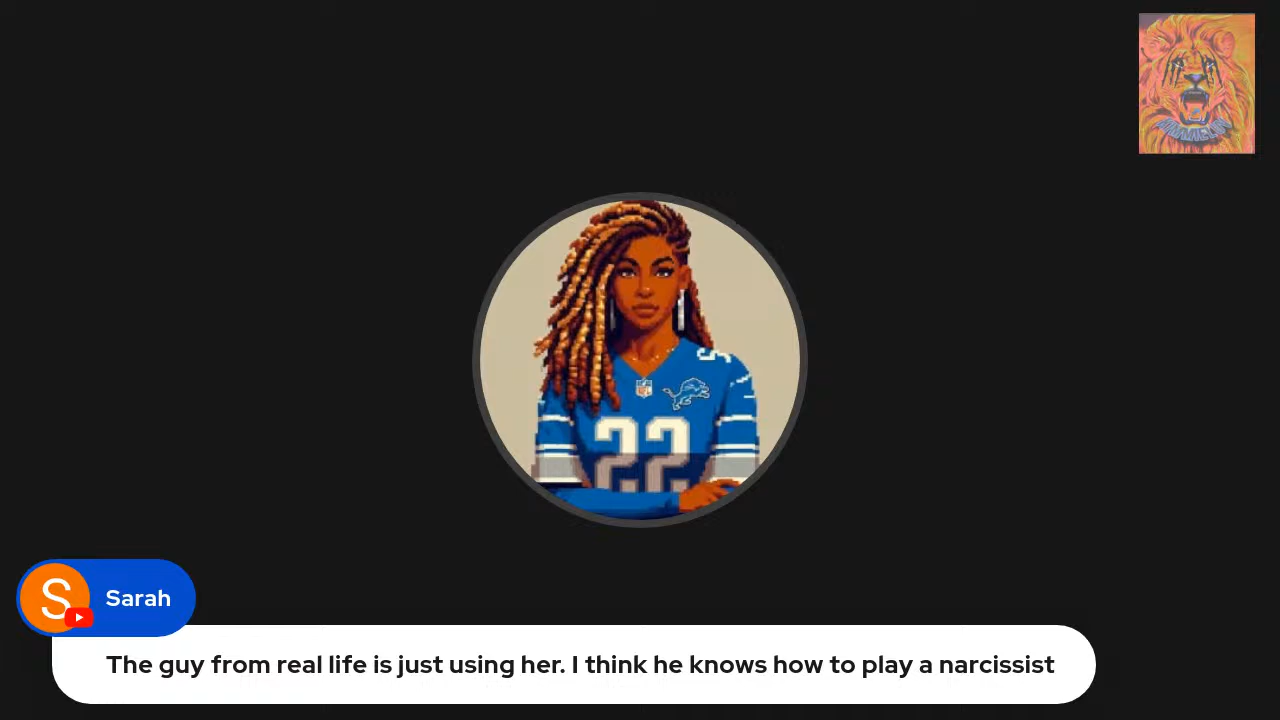 22
S
Sarah
The guy from real life is just using her. I think he knows how to play a narcissist